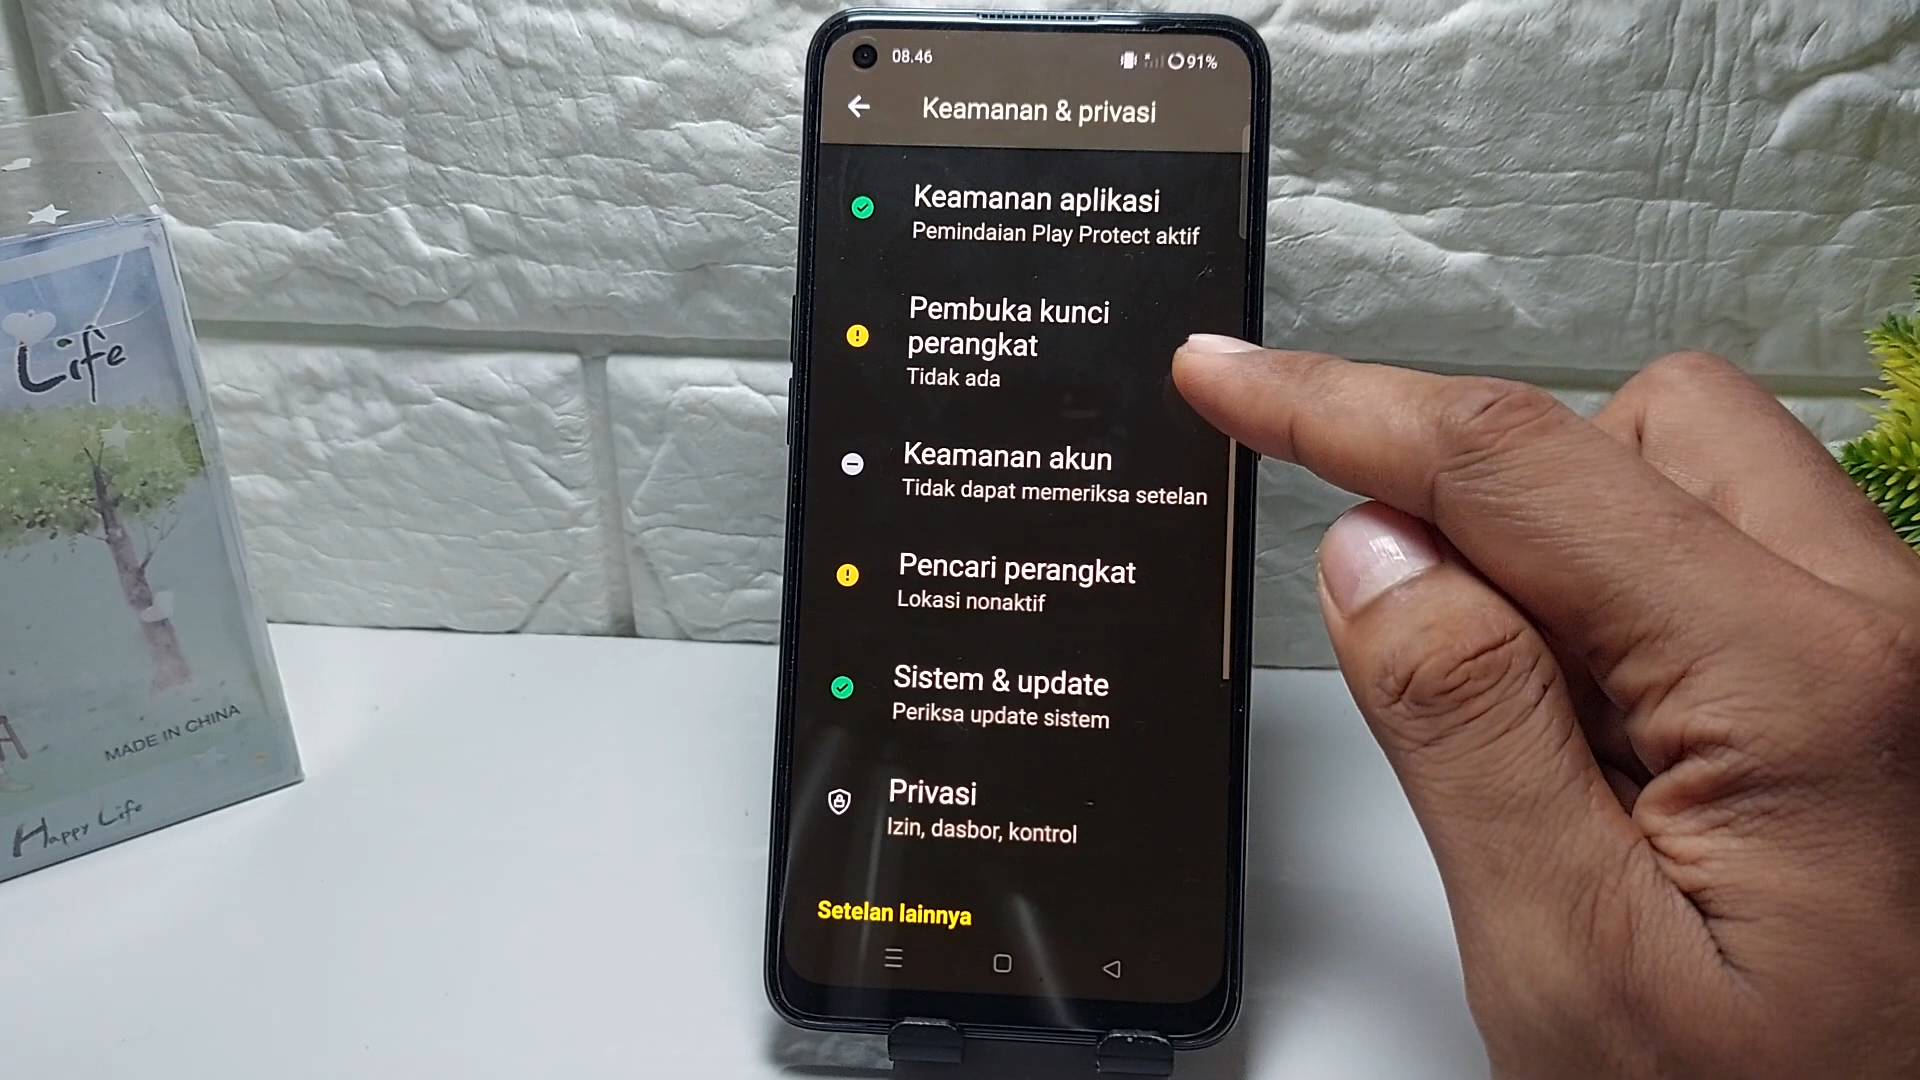 08.46
91%
Keamanan & privasi
Keamanan aplikasi
Pemindaian Play Protect aktif
Pembuka kunci
perangkat
Tidak ada
Keamanan akun
Tidak dapat memeriksa setelan
Pencari perangkat
Lokasi nonaktif
Sistem & update
Periksa update sistem
Privasi
Izin, dasbor, kontrol
Setelan lainnya
Life
MADE IN CHINA
Happy Life